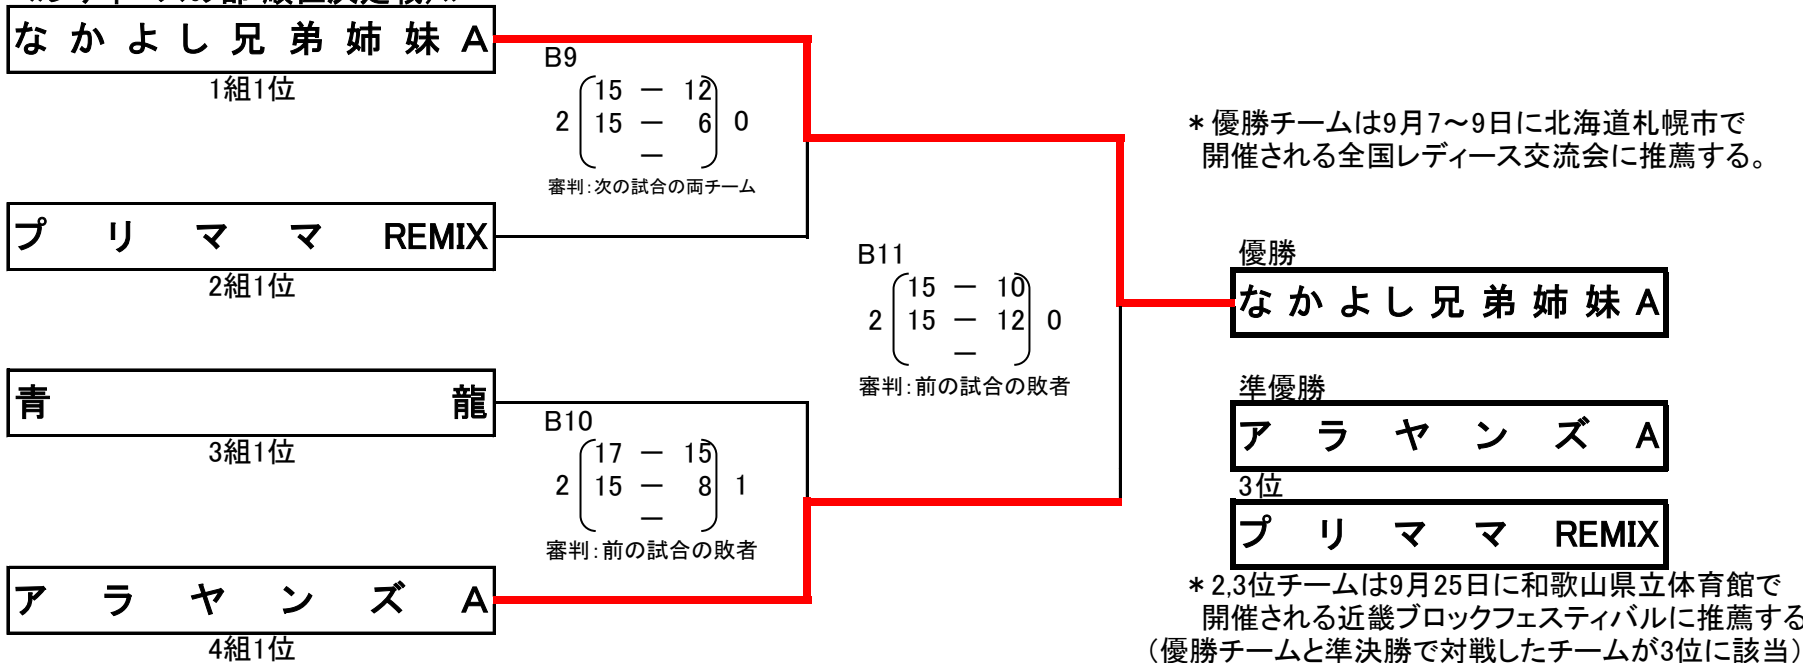 なかよし兄弟姉妹A
1組1位
B9
15 － 12
2 15 － 6 0
－
審判:次の試合の両チーム
プリママREMIX
2組1位
青龍
3組1位
B10
17 － 15
2 15 － 8 1
－
審判:前の試合の敗者
アラヤンズA
4組1位
B11
15 － 10
2 15 － 12 0
－
審判:前の試合の敗者
＊優勝チームは9月7～9日に北海道札幌市で
開催される全国レディース交流会に推薦する。
優勝
なかよし兄弟姉妹A
準優勝
アラヤンズA
3位
プリママREMIX
＊2,3位チームは9月25日に和歌山県立体育館で
開催される近畿ブロックフェスティバルに推薦する
（優勝チームと準決勝で対戦したチームが3位に該当）